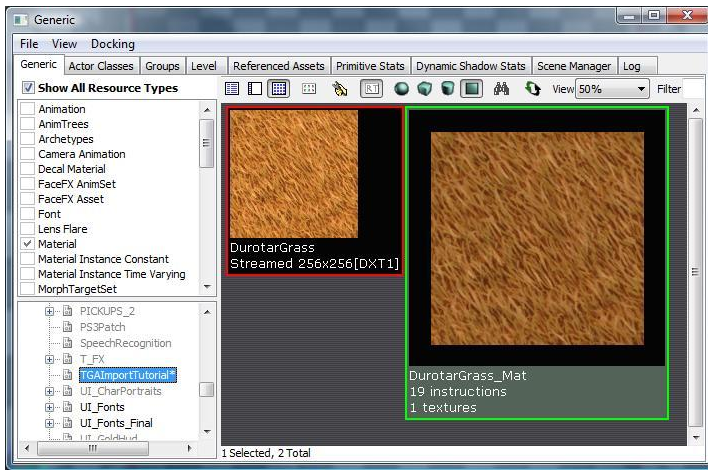 Generic
File View Docking
Generic Actor Classes Groups Level Referenced Assets Primitive Stats Dynamic Shadow Stats Scene Manager Log
Show All Resource Types
RT View 50% Filter
Animation
AnimTrees
Archetypes
Camera Animation
Decal Material
FaceFX AnimSet
FaceFX Asset
Font
Lens Flare
Material
Material Instance Constant
Material Instance Time Varying
MorphTargetSet
PICKUPS_2
PS3Patch
SpeechRecognition
T_FX
TGAImportTutorial*
UI_CharPortraits
UI_Fonts
UI_Fonts_Final
UI_GoldHud
DurotarGrass
Streamed 256x256[DXT1]
DurotarGrass_Mat
19 instructions
1 textures
1 Selected, 2 Total